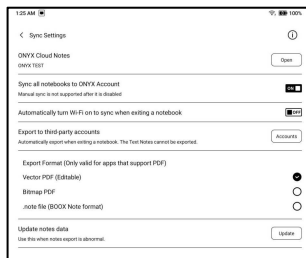 1:25 AM
100%
Sync Settings
ONYX Cloud Notes
ONYX TEST
Open
Sync all notebooks to ONYX Account
Manual sync is not supported after it is disabled
ON
Automatically turn Wi-Fi on to sync when exiting a notebook
OFF
Export to third-party accounts
Automatically export when exiting a notebook. The Text Notes cannot be exported.
Accounts
Export Format (Only valid for apps that support PDF)
Vector PDF (Editable)
Bitmap PDF
.note file (BOOX Note format)
Update notes data
Use this when notes export is abnormal.
Update